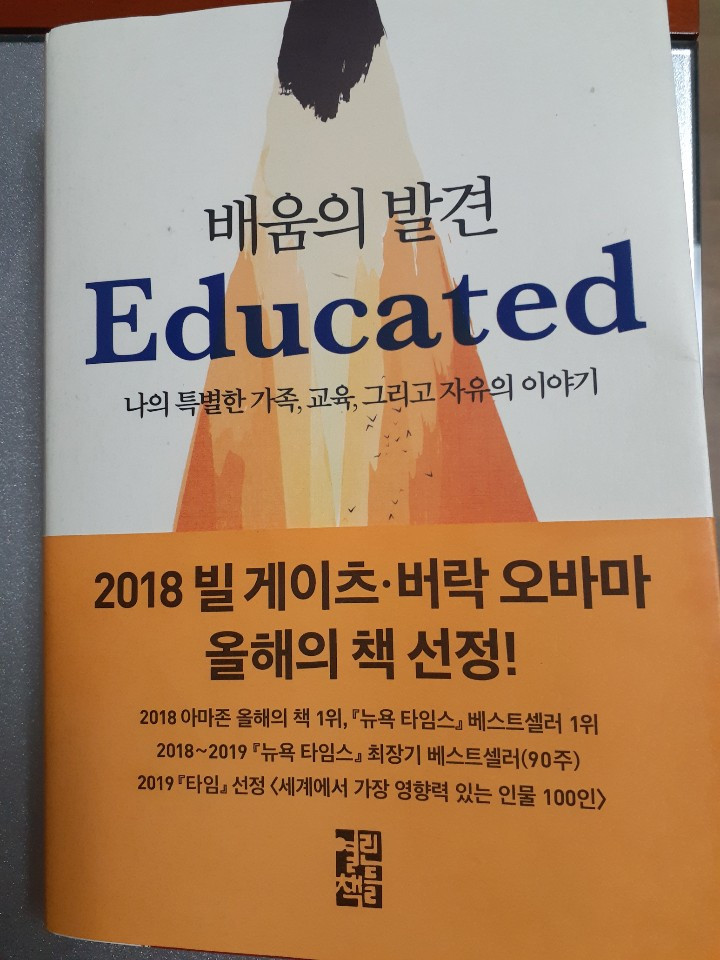 배움의 발견
Educated
나의 특별한 가족, 교육, 그리고 자유의 이야기
2018 빌 게이츠·버락 오바마
올해의 책 선정!
2018 아마존 올해의 책 1위, 『뉴욕 타임스』 베스트셀러 1위
2018~2019 『뉴욕 타임스』 최장기 베스트셀러(90주)
2019 『타임』 선정 〈세계에서 가장 영향력 있는 인물 100인〉
열린
책들